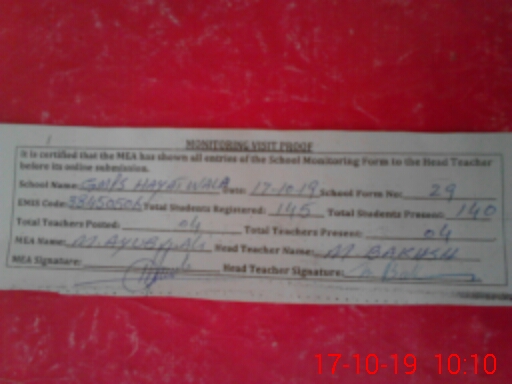 MONITORING VISIT PROOF
It is certified that the MEA has shown all entries of the School Monitoring Form to the Head Teacher
before its online submission.
School Name: GMPS HAYAT WALA Date: 17-10-19 School Form No: 29
EMIS Code: Total Students Registered: 145 Total Students Present: 140
Total Teachers Posted: 04 Total Teachers Present: 04
MEA Name: M. AYUB Head Teacher Name: M. BAKHSH
MEA Signature: Head Teacher Signature:
17-10-19 10:10